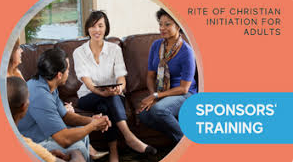 RITE OF CHRISTIAN
INITIATION FOR
ADULTS
SPONSORS'
TRAINING